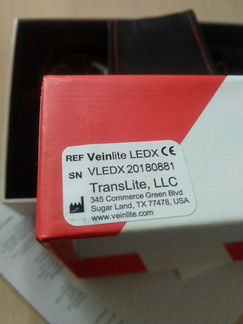 REF Veinlite LEDX CE
SN VLEDX 20180881
TransLite, LLC
345 Commerce Green Blvd
Sugar Land, TX 77478, USA
www.veinlite.com